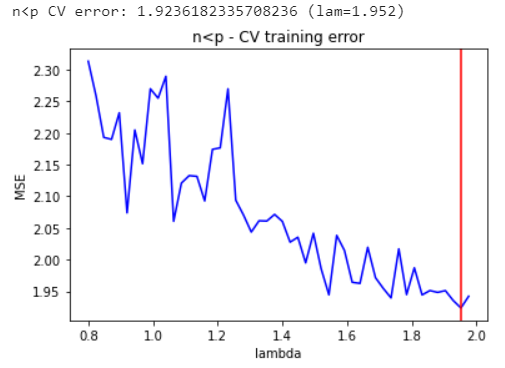 n<p CV error: 1.9236182335708236 (lam=1.952)
n<p - CV training error
MSE
2.30
2.25
2.20
2.15
2.10
2.05
2.00
1.95
0.8 1.0 1.2 1.4 1.6 1.8 2.0
lambda